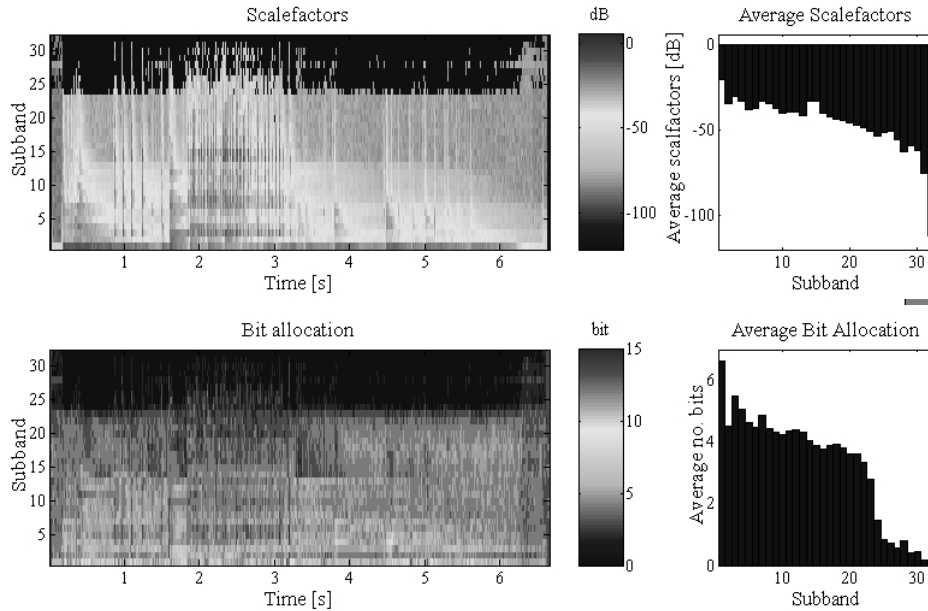 Scalefactors
dB
Average Scalefactors
30
25
20
15
10
5
Subband
1 2 3 4 5 6
Time [s]
0
-50
-100
0
-50
-100
Average scalfactors [dB]
10 20 30
Subband
Bit allocation
bit
Average Bit Allocation
30
25
20
15
10
5
Subband
1 2 3 4 5 6
Time [s]
15
10
5
0
6
4
2
0
Average no. bits
10 20 30
Subband